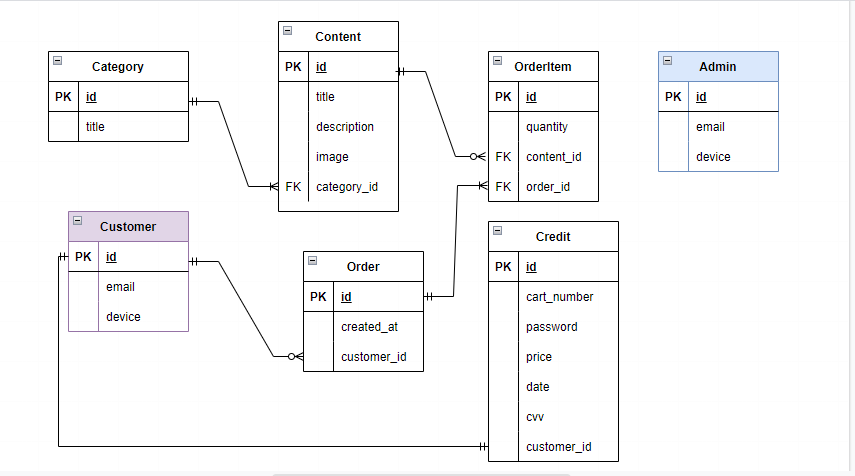 Category
PK id
title
Content
PK id
title
description
image
FK category_id
OrderItem
PK id
quantity
FK content_id
FK order_id
Admin
PK id
email
device
Customer
PK id
email
device
Order
PK id
created_at
customer_id
Credit
PK id
cart_number
password
price
date
cvv
customer_id